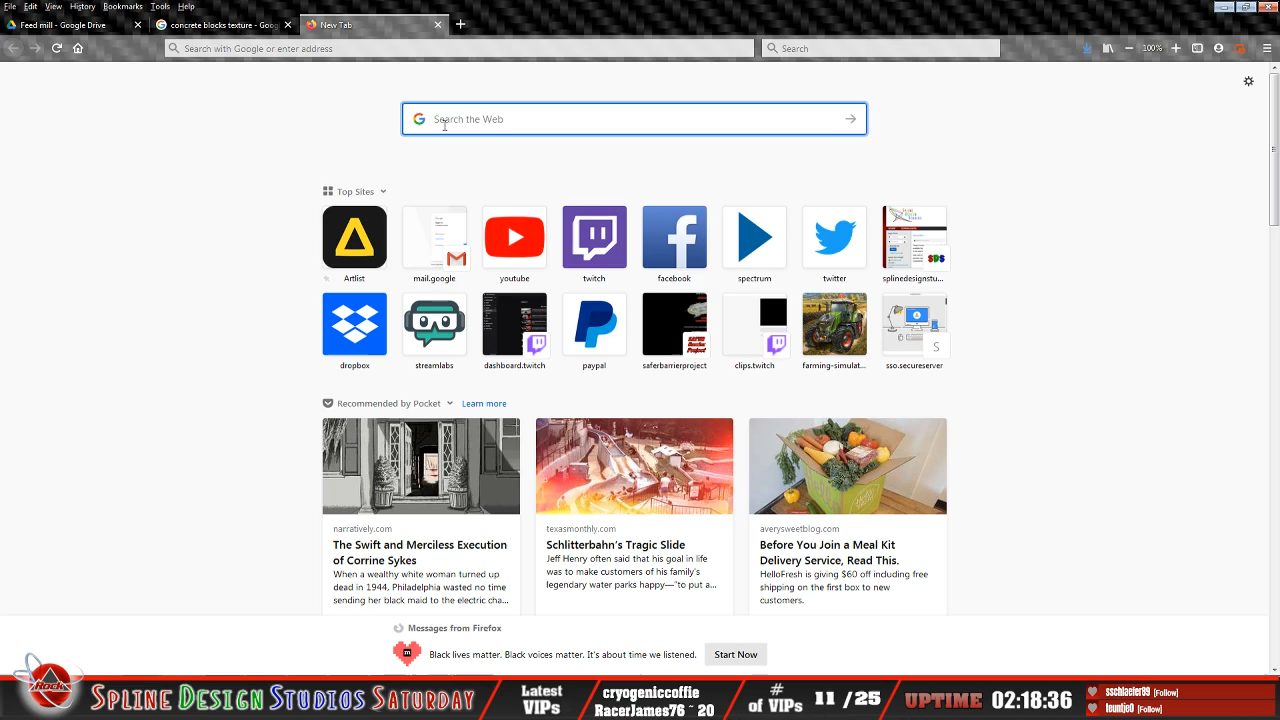 File Edit View History Bookmarks Tools Help
Feed mill - Google Drive
concrete blocks texture - Goog
New Tab
Search with Google or enter address
Search
100%
Search the Web
Top Sites
Artlist
mail.google
youtube
twitch
facebook
spectrum
twitter
splinedesignstu...
dropbox
streamlabs
dashboard.twitch
paypal
saferbarrierproject
clips.twitch
farming-simulat...
S
sso.secureserver
Recommended by Pocket
Learn more
narratively.com
The Swift and Merciless Execution
of Corrine Sykes
When a wealthy white woman turned up
dead in 1944, Philadelphia wasted no time
sending her black maid to the electric cha...
texasmonthly.com
Schlitterbahn's Tragic Slide
Jeff Henry often said that his goal in life
was to make customers of his family's
legendary water parks happy—"to put a...
averysweetblog.com
Before You Join a Meal Kit
Delivery Service, Read This.
HelloFresh is giving $60 off including free
shipping on the first box to new
customers.
Messages from Firefox
Black lives matter. Black voices matter. It's about time we listened.
Start Now
Spline Design Studios Saturday
Latest
VIPs
cryogeniccoffie
RacerJames76 ~ 20
#
of VIPs
11 /25
UPTIME
02:18:36
sschlaefer89 [Follow]
tountje0 [Follow]